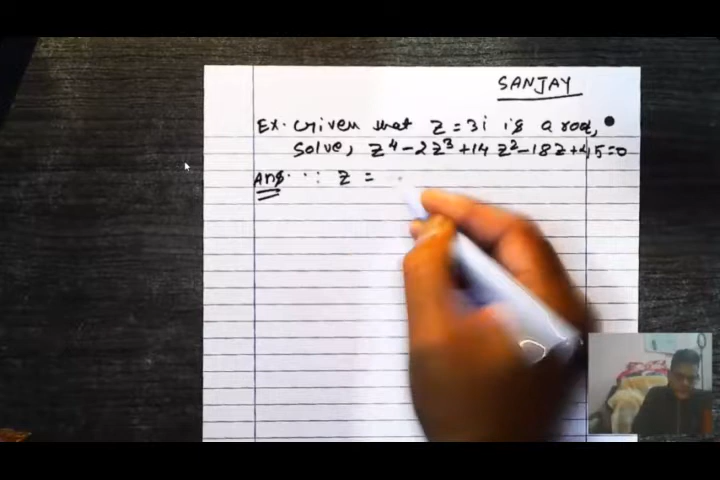 SANJAY
Ex. Given that z = 3i is a root,
Solve, z⁴ - 2z³ + 14z² - 18z + 45 = 0
Ans. ∵ z =